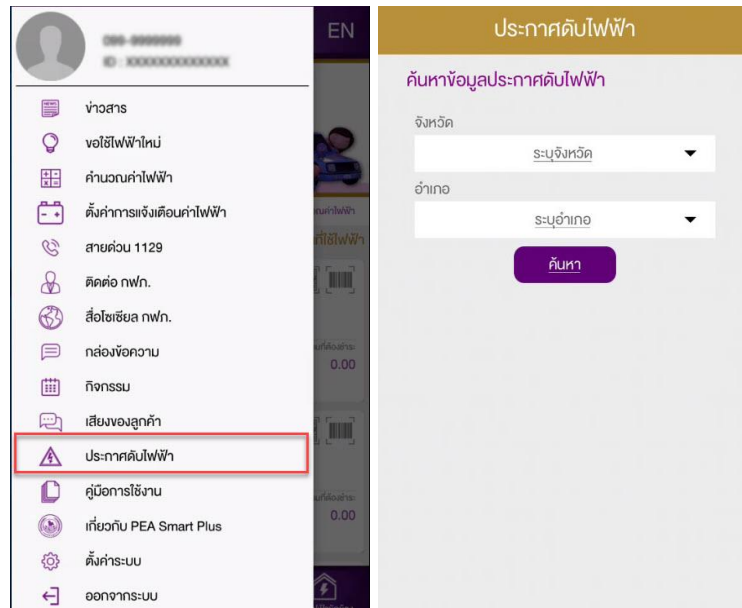 EN
ข่าวสาร
ขอใช้ไฟฟ้าใหม่
คำนวณค่าไฟฟ้า
ตั้งค่าการแจ้งเตือนค่าไฟฟ้า
สายด่วน 1129
ติดต่อ กฟภ.
สื่อโซเชียล กฟภ.
กล่องข้อความ
กิจกรรม
เสียงของลูกค้า
ประกาศดับไฟฟ้า
คู่มือการใช้งาน
เกี่ยวกับ PEA Smart Plus
ตั้งค่าระบบ
ออกจากระบบ
0.00
0.00
ประกาศดับไฟฟ้า
ค้นหาข้อมูลประกาศดับไฟฟ้า
จังหวัด
ระบุจังหวัด
อำเภอ
ระบุอำเภอ
ค้นหา